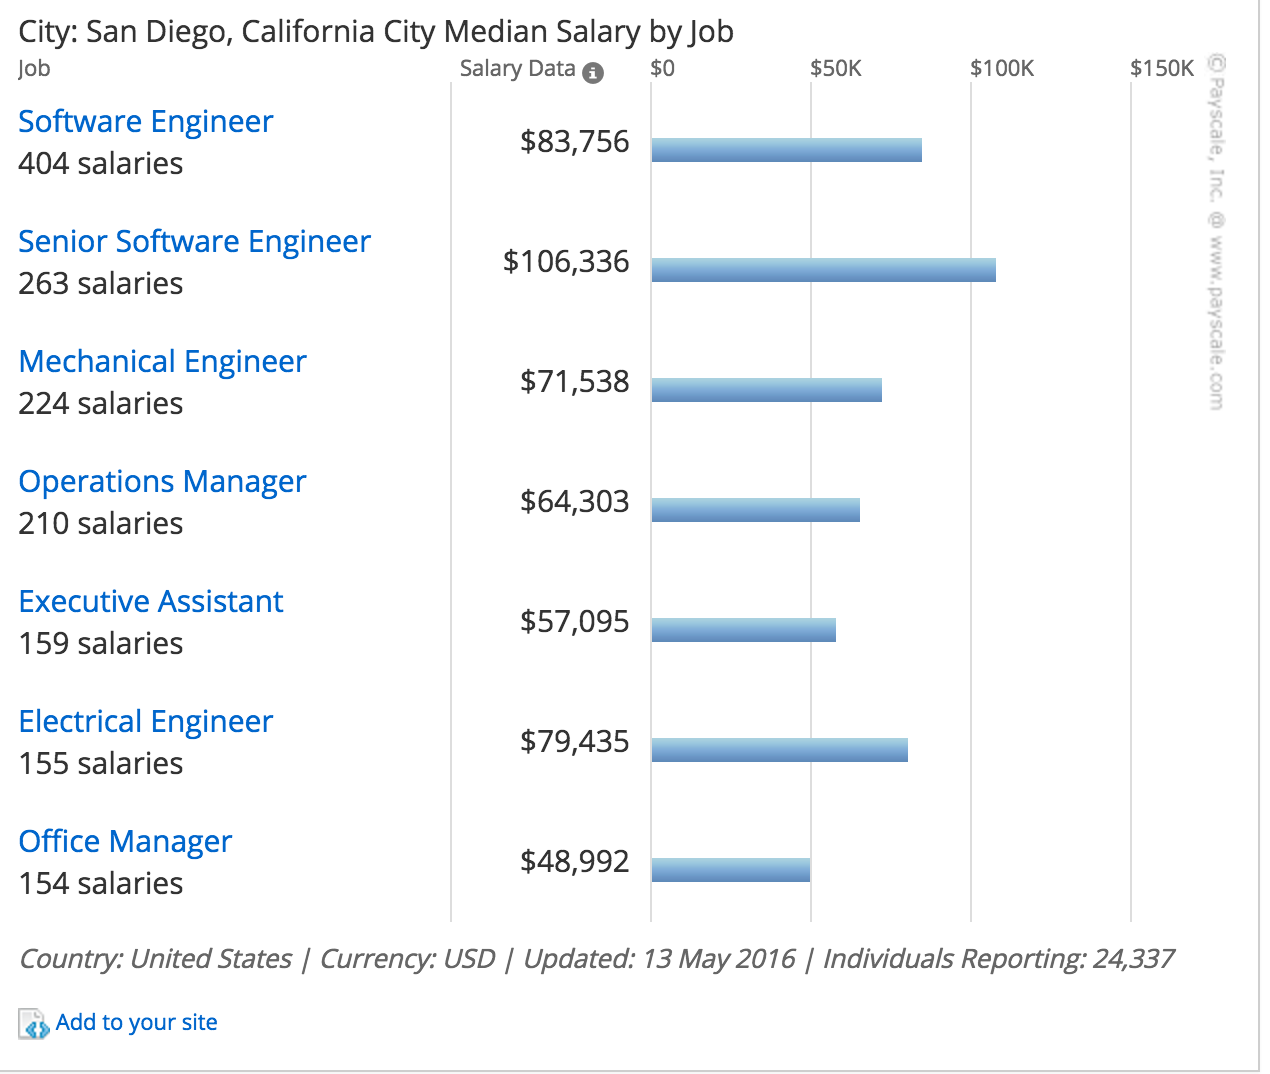 City: San Diego, California City Median Salary by Job
Job Salary Data $0 $50K $100K $150K
Software Engineer
404 salaries
$83,756
Senior Software Engineer
263 salaries
$106,336
Mechanical Engineer
224 salaries
$71,538
Operations Manager
210 salaries
$64,303
Executive Assistant
159 salaries
$57,095
Electrical Engineer
155 salaries
$79,435
Office Manager
154 salaries
$48,992
© Payscale, Inc. @ www.payscale.com
Country: United States | Currency: USD | Updated: 13 May 2016 | Individuals Reporting: 24,337
Add to your site